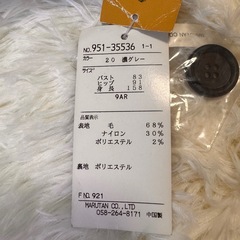 NO. 951-35536 1-1
カラー 20 濃グレー
サイズ
バスト 83
ヒップ 91
身長 158
9AR
品質表示
表地 毛 68%
ナイロン 30%
ポリエステル 2%
裏地 ポリエステル
F NO. 921
MARUTAN CO.,LTD
058-264-8171 中国製